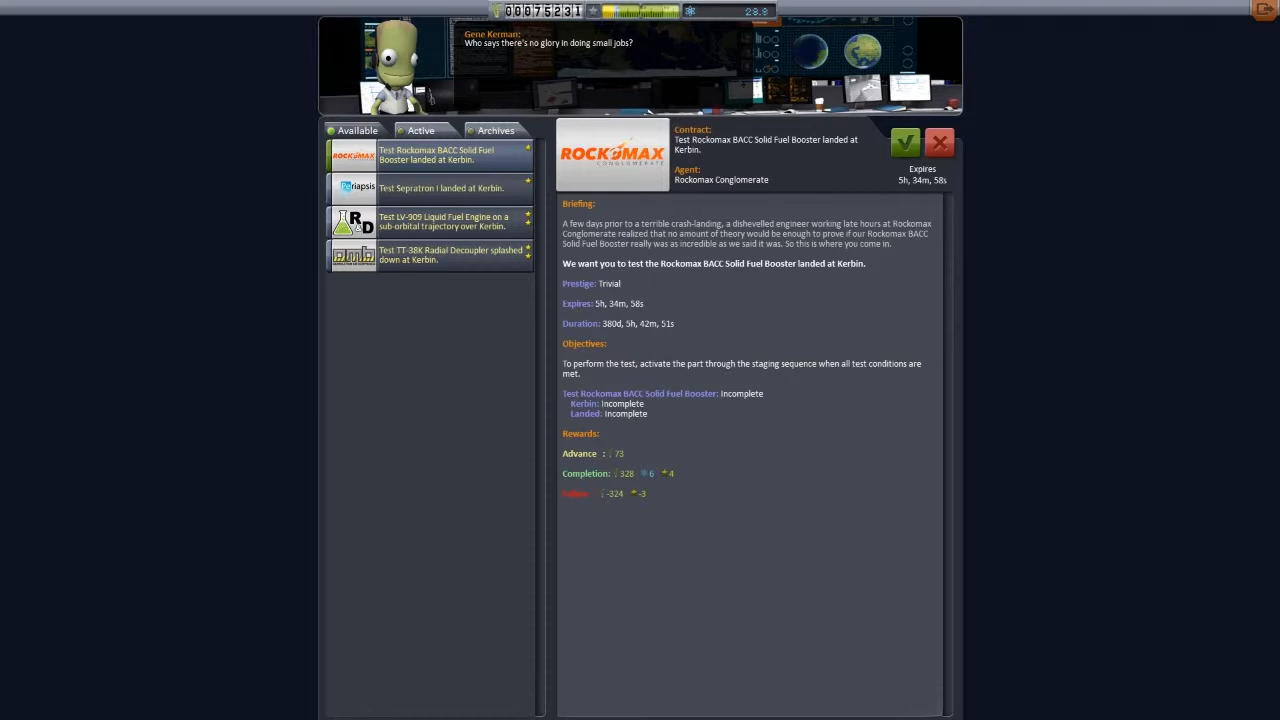 00075231
28.8
Gene Kerman:
Who says there's no glory in doing small jobs?
Available
Active
Archives
ROCKOMAX
Test Rockomax BACC Solid Fuel
Booster landed at Kerbin.
Periapsis
Test Sepratron I landed at Kerbin.
R&D
Test LV-909 Liquid Fuel Engine on a
sub-orbital trajectory over Kerbin.
Test TT-38K Radial Decoupler splashed
down at Kerbin.
ROCKOMAX
CONGLOMERATE
Contract:
Test Rockomax BACC Solid Fuel Booster landed at
Kerbin.
Agent:
Rockomax Conglomerate
Expires
5h, 34m, 58s
Briefing:
A few days prior to a terrible crash-landing, a dishevelled engineer working late hours at Rockomax
Conglomerate realized that no amount of theory would be enough to prove if our Rockomax BACC
Solid Fuel Booster really was as incredible as we said it was. So this is where you come in.
We want you to test the Rockomax BACC Solid Fuel Booster landed at Kerbin.
Prestige: Trivial
Expires: 5h, 34m, 58s
Duration: 380d, 5h, 42m, 51s
Objectives:
To perform the test, activate the part through the staging sequence when all test conditions are
met.
Test Rockomax BACC Solid Fuel Booster: Incomplete
Kerbin: Incomplete
Landed: Incomplete
Rewards:
Advance : 73
Completion: 328 6 4
Failure: -324 -3